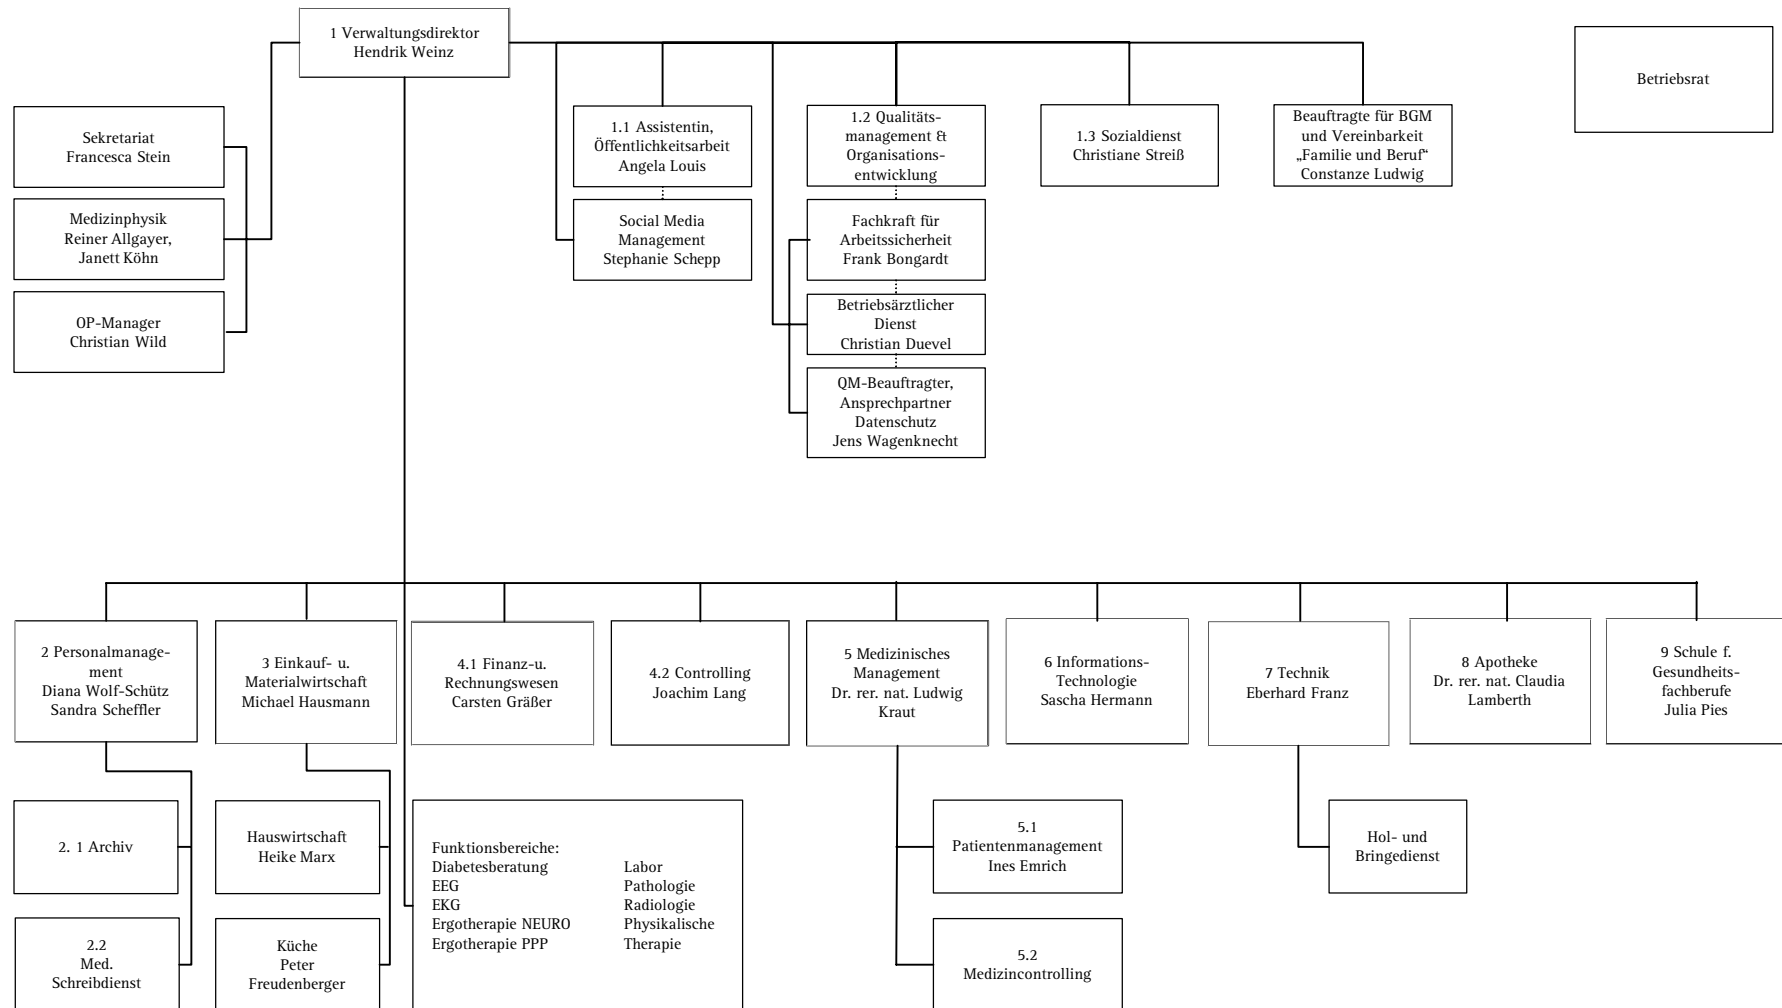 1 Verwaltungsdirektor
Hendrik Weinz
Betriebsrat
Sekretariat
Francesca Stein
Medizinphysik
Reiner Allgayer,
Janett Köhn
OP-Manager
Christian Wild
1.1 Assistentin,
Öffentlichkeitsarbeit
Angela Louis
Social Media
Management
Stephanie Schepp
1.2 Qualitäts-
management &
Organisations-
entwicklung
Fachkraft für
Arbeitssicherheit
Frank Bongardt
Betriebsärztlicher
Dienst
Christian Duevel
QM-Beauftragter,
Ansprechpartner
Datenschutz
Jens Wagenknecht
1.3 Sozialdienst
Christiane Streiß
Beauftragte für BGM
und Vereinbarkeit
„Familie und Beruf“
Constanze Ludwig
2 Personalmanage-
ment
Diana Wolf-Schütz
Sandra Scheffler
3 Einkauf- u.
Materialwirtschaft
Michael Hausmann
4.1 Finanz-u.
Rechnungswesen
Carsten Gräßer
4.2 Controlling
Joachim Lang
5 Medizinisches
Management
Dr. rer. nat. Ludwig
Kraut
6 Informations-
Technologie
Sascha Hermann
7 Technik
Eberhard Franz
8 Apotheke
Dr. rer. nat. Claudia
Lamberth
9 Schule f.
Gesundheits-
fachberufe
Julia Pies
2. 1 Archiv
2.2
Med.
Schreibdienst
Hauswirtschaft
Heike Marx
Küche
Peter
Freudenberger
Funktionsbereiche:
Diabetesberatung
EEG
EKG
Ergotherapie NEURO
Ergotherapie PPP
Labor
Pathologie
Radiologie
Physikalische
Therapie
5.1
Patientenmanagement
Ines Emrich
5.2
Medizincontrolling
Hol- und
Bringedienst